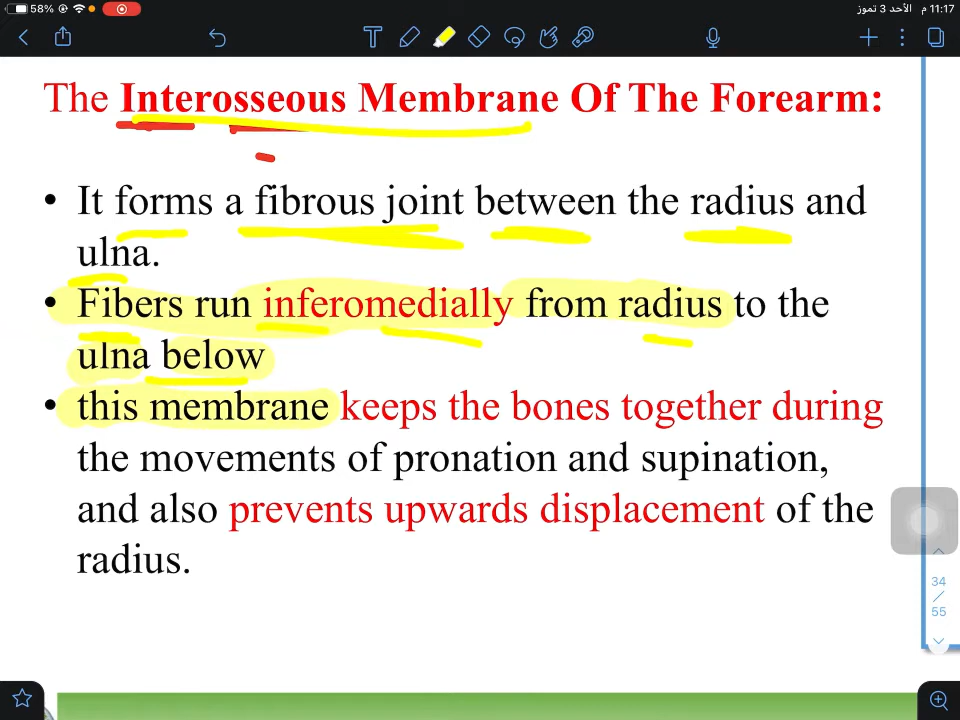 58%
الأحد 3 تموز 11:17 م
The Interosseous Membrane Of The Forearm:
• It forms a fibrous joint between the radius and
ulna.
• Fibers run inferomedially from radius to the
ulna below
• this membrane keeps the bones together during
the movements of pronation and supination,
and also prevents upwards displacement of the
radius.
34
/
55